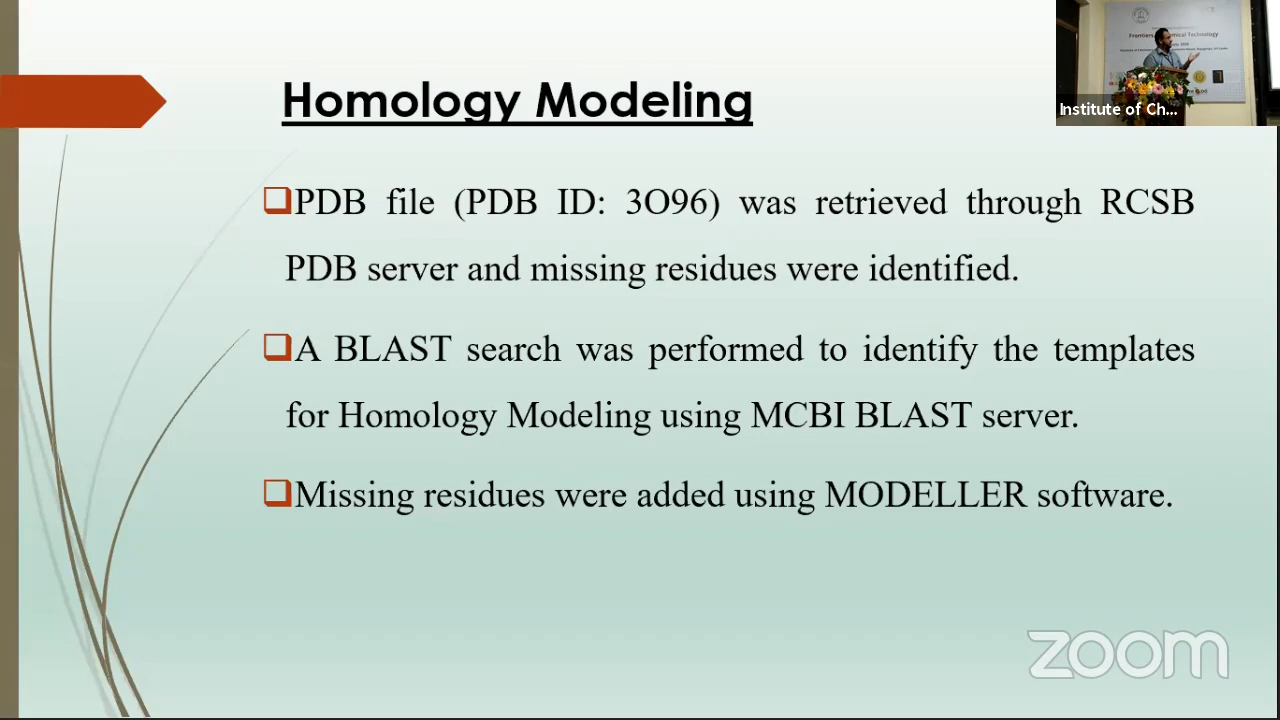 Homology Modeling
PDB file (PDB ID: 3O96) was retrieved through RCSB
PDB server and missing residues were identified.
A BLAST search was performed to identify the templates
for Homology Modeling using MCBI BLAST server.
Missing residues were added using MODELLER software.
Institute of Ch...
zoom